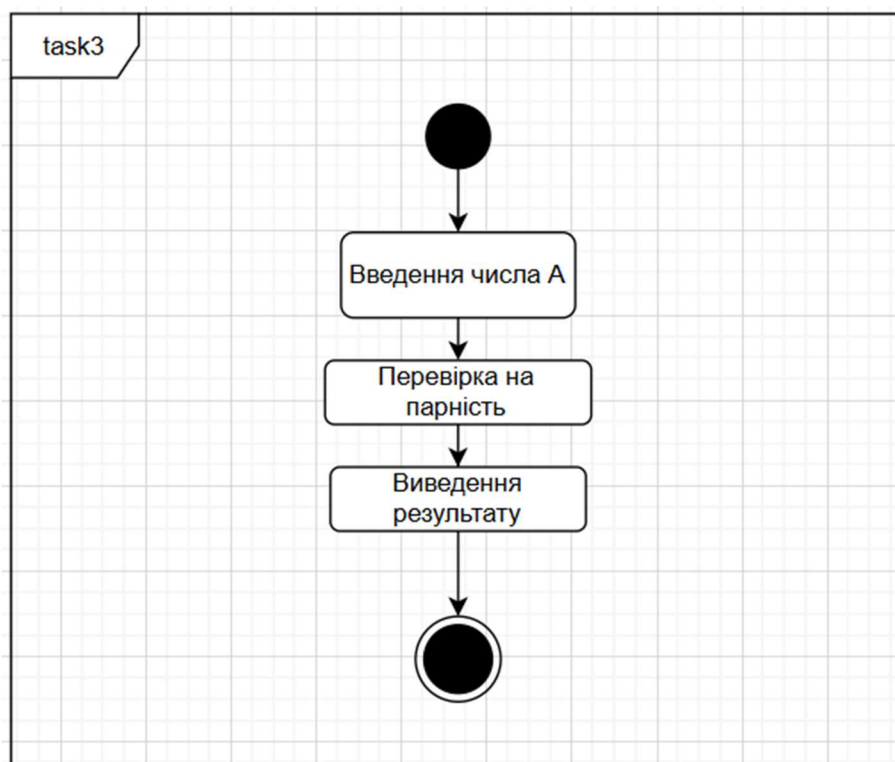 task3
Введення числа А
Перевірка на
парність
Виведення
результату